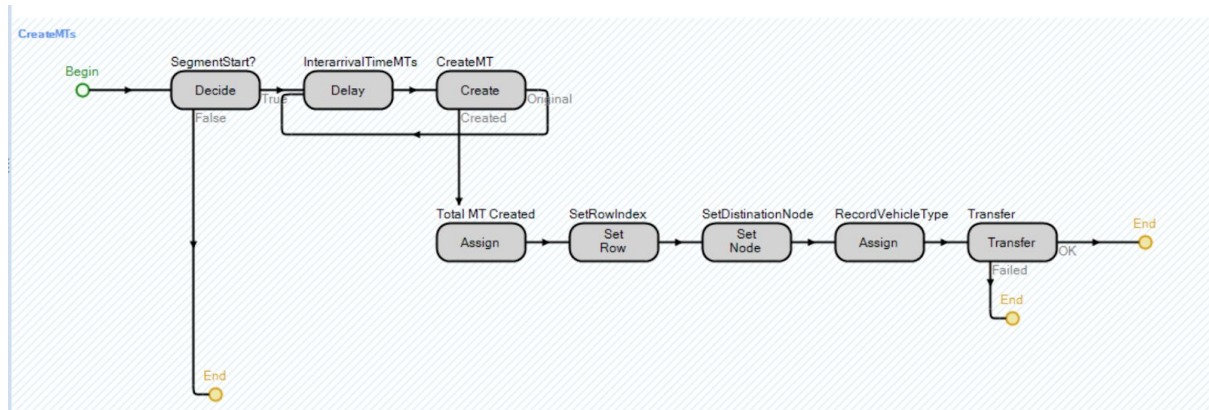 CreateMTs
Begin
SegmentStart?
Decide
True
False
InterarrivalTimeMTs
Delay
CreateMT
Create
Original
Created
Total MT Created
Assign
SetRowIndex
Set
Row
SetDistinationNode
Set
Node
RecordVehicleType
Assign
Transfer
Transfer
OK
Failed
End
End
End